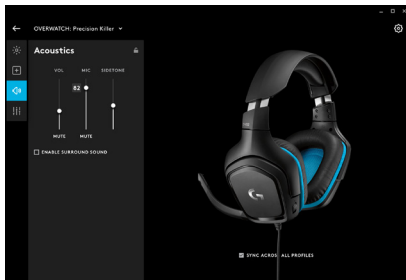 OVERWATCH: Precision Killer
Acoustics
VOL MIC SIDETONE
82
MUTE MUTE
ENABLE SURROUND SOUND
SYNC ACROSS ALL PROFILES